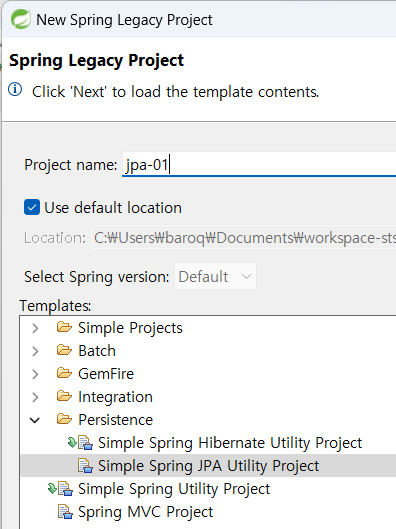 New Spring Legacy Project
Spring Legacy Project
Click 'Next' to load the template contents.
Project name: jpa-01
Use default location
Location: C:₩Users₩baroq₩Documents₩workspace-sts
Select Spring version: Default
Templates:
Simple Projects
Batch
GemFire
Integration
Persistence
Simple Spring Hibernate Utility Project
Simple Spring JPA Utility Project
Simple Spring Utility Project
Spring MVC Project